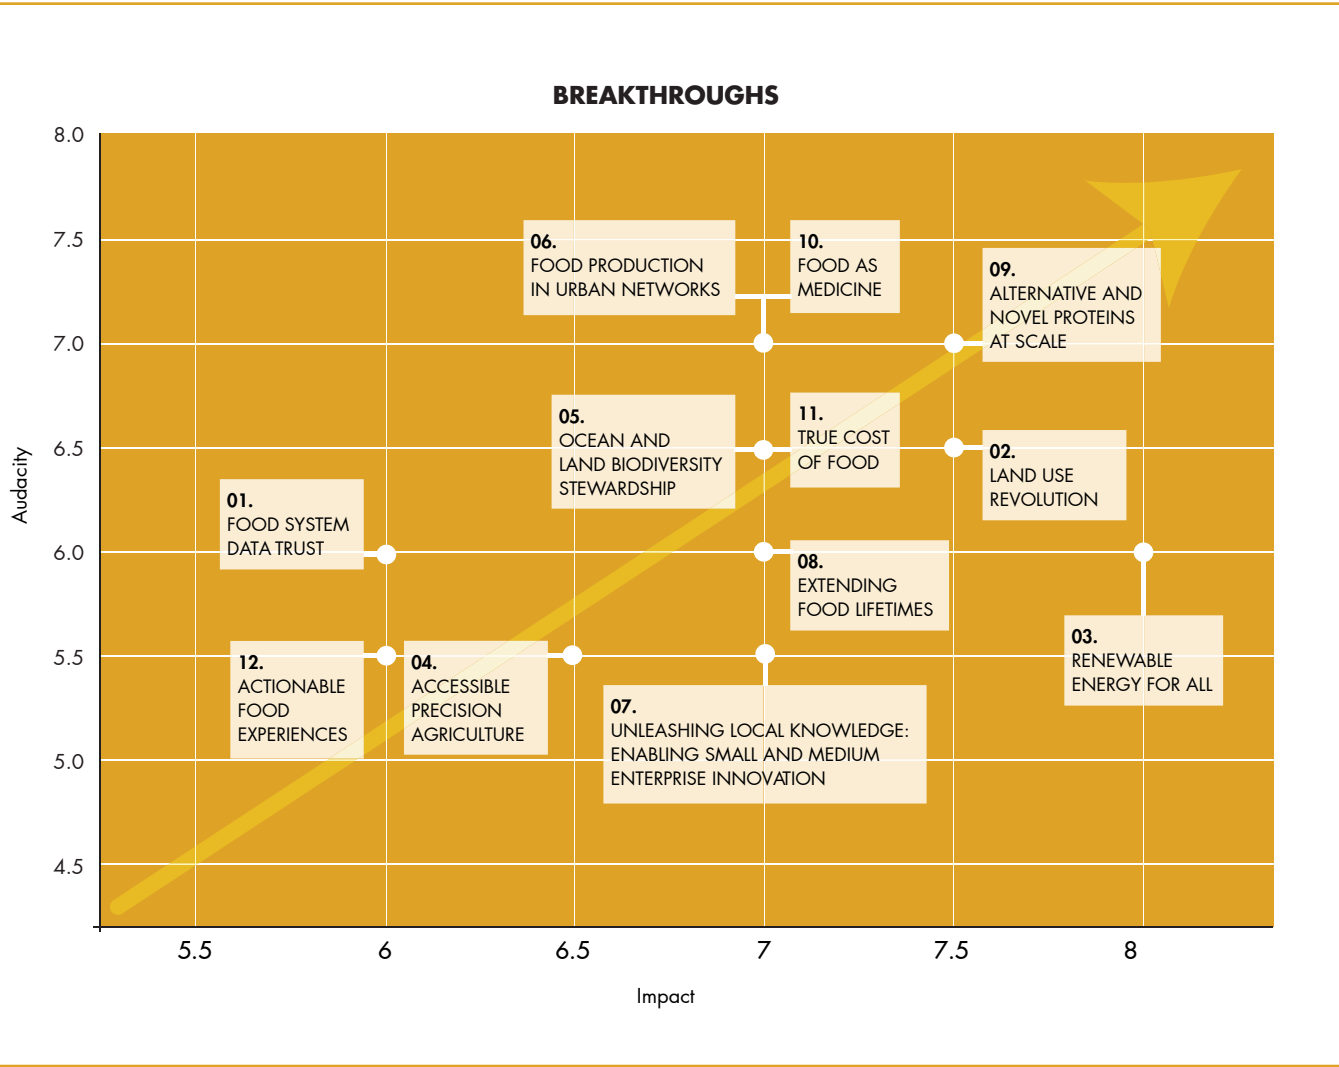 BREAKTHROUGHS
8.0
7.5
7.0
6.5
6.0
5.5
5.0
4.5
Audacity
06.
FOOD PRODUCTION
IN URBAN NETWORKS
10.
FOOD AS
MEDICINE
09.
ALTERNATIVE AND
NOVEL PROTEINS
AT SCALE
05.
OCEAN AND
LAND BIODIVERSITY
STEWARDSHIP
11.
TRUE COST
OF FOOD
02.
LAND USE
REVOLUTION
01.
FOOD SYSTEM
DATA TRUST
08.
EXTENDING
FOOD LIFETIMES
03.
RENEWABLE
ENERGY FOR ALL
12.
ACTIONABLE
FOOD
EXPERIENCES
04.
ACCESSIBLE
PRECISION
AGRICULTURE
07.
UNLEASHING LOCAL KNOWLEDGE:
ENABLING SMALL AND MEDIUM
ENTERPRISE INNOVATION
5.5 6 6.5 7 7.5 8
Impact